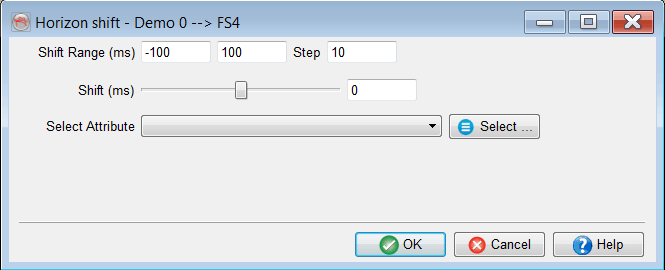 Horizon shift - Demo 0 --> FS4
Shift Range (ms) -100 100 Step 10
Shift (ms) 0
Select Attribute Select ...
OK Cancel Help